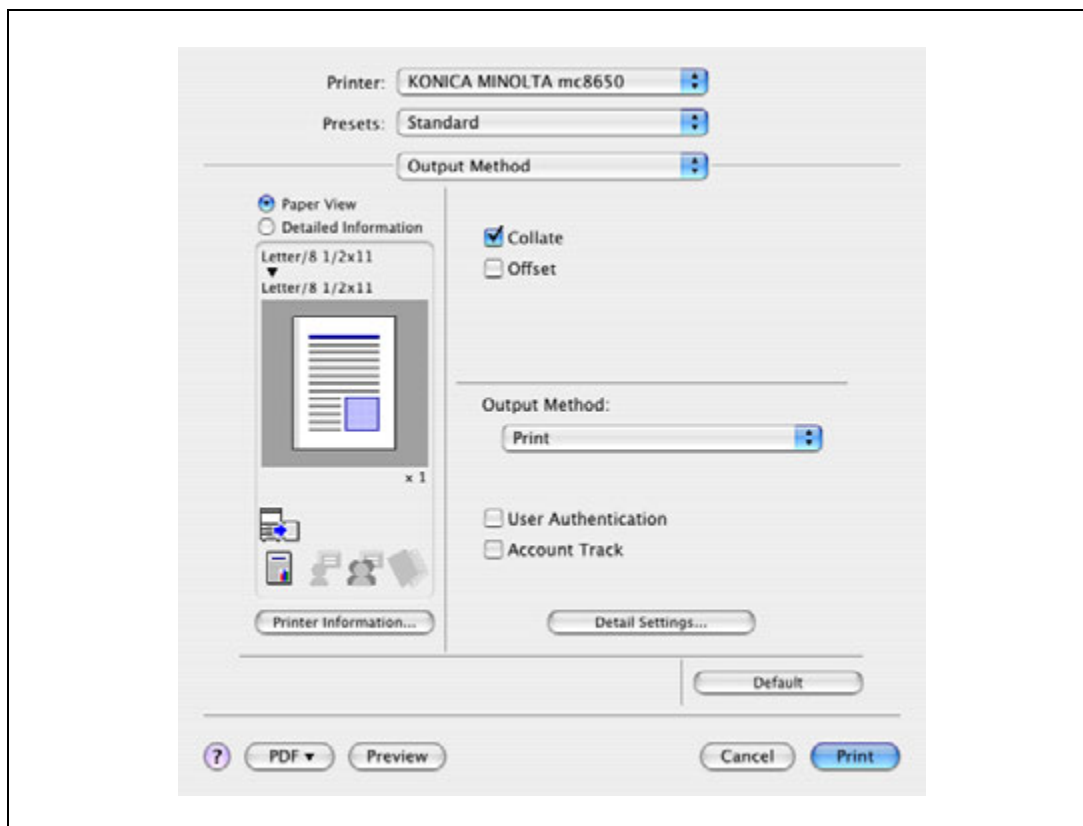 Printer: KONICA MINOLTA mc8650
Presets: Standard
Output Method
Paper View
Detailed Information
Letter/8 1/2x11
Letter/8 1/2x11
x 1
Printer Information...
Collate
Offset
Output Method:
Print
User Authentication
Account Track
Detail Settings...
Default
? PDF ▼ Preview Cancel Print